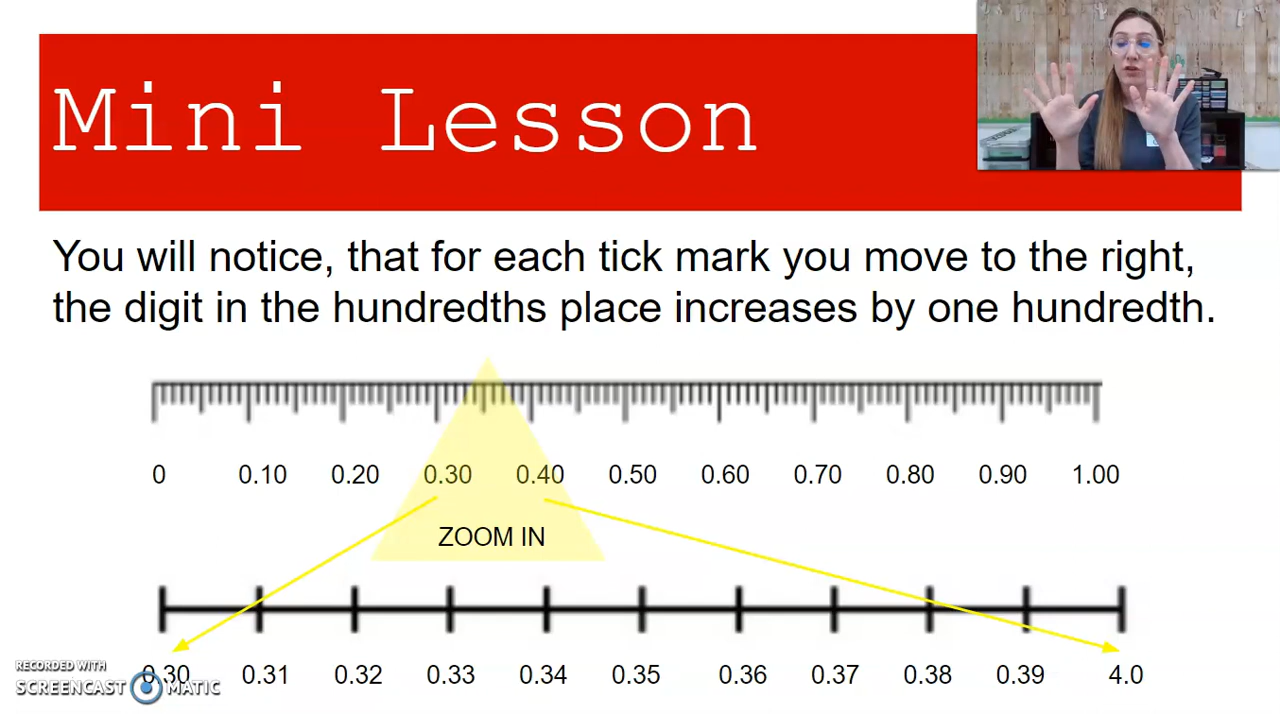 Mini Lesson
You will notice, that for each tick mark you move to the right,
the digit in the hundredths place increases by one hundredth.
0 0.10 0.20 0.30 0.40 0.50 0.60 0.70 0.80 0.90 1.00
ZOOM IN
0.30 0.31 0.32 0.33 0.34 0.35 0.36 0.37 0.38 0.39 4.0
RECORDED WITH
SCREENCAST MATIC